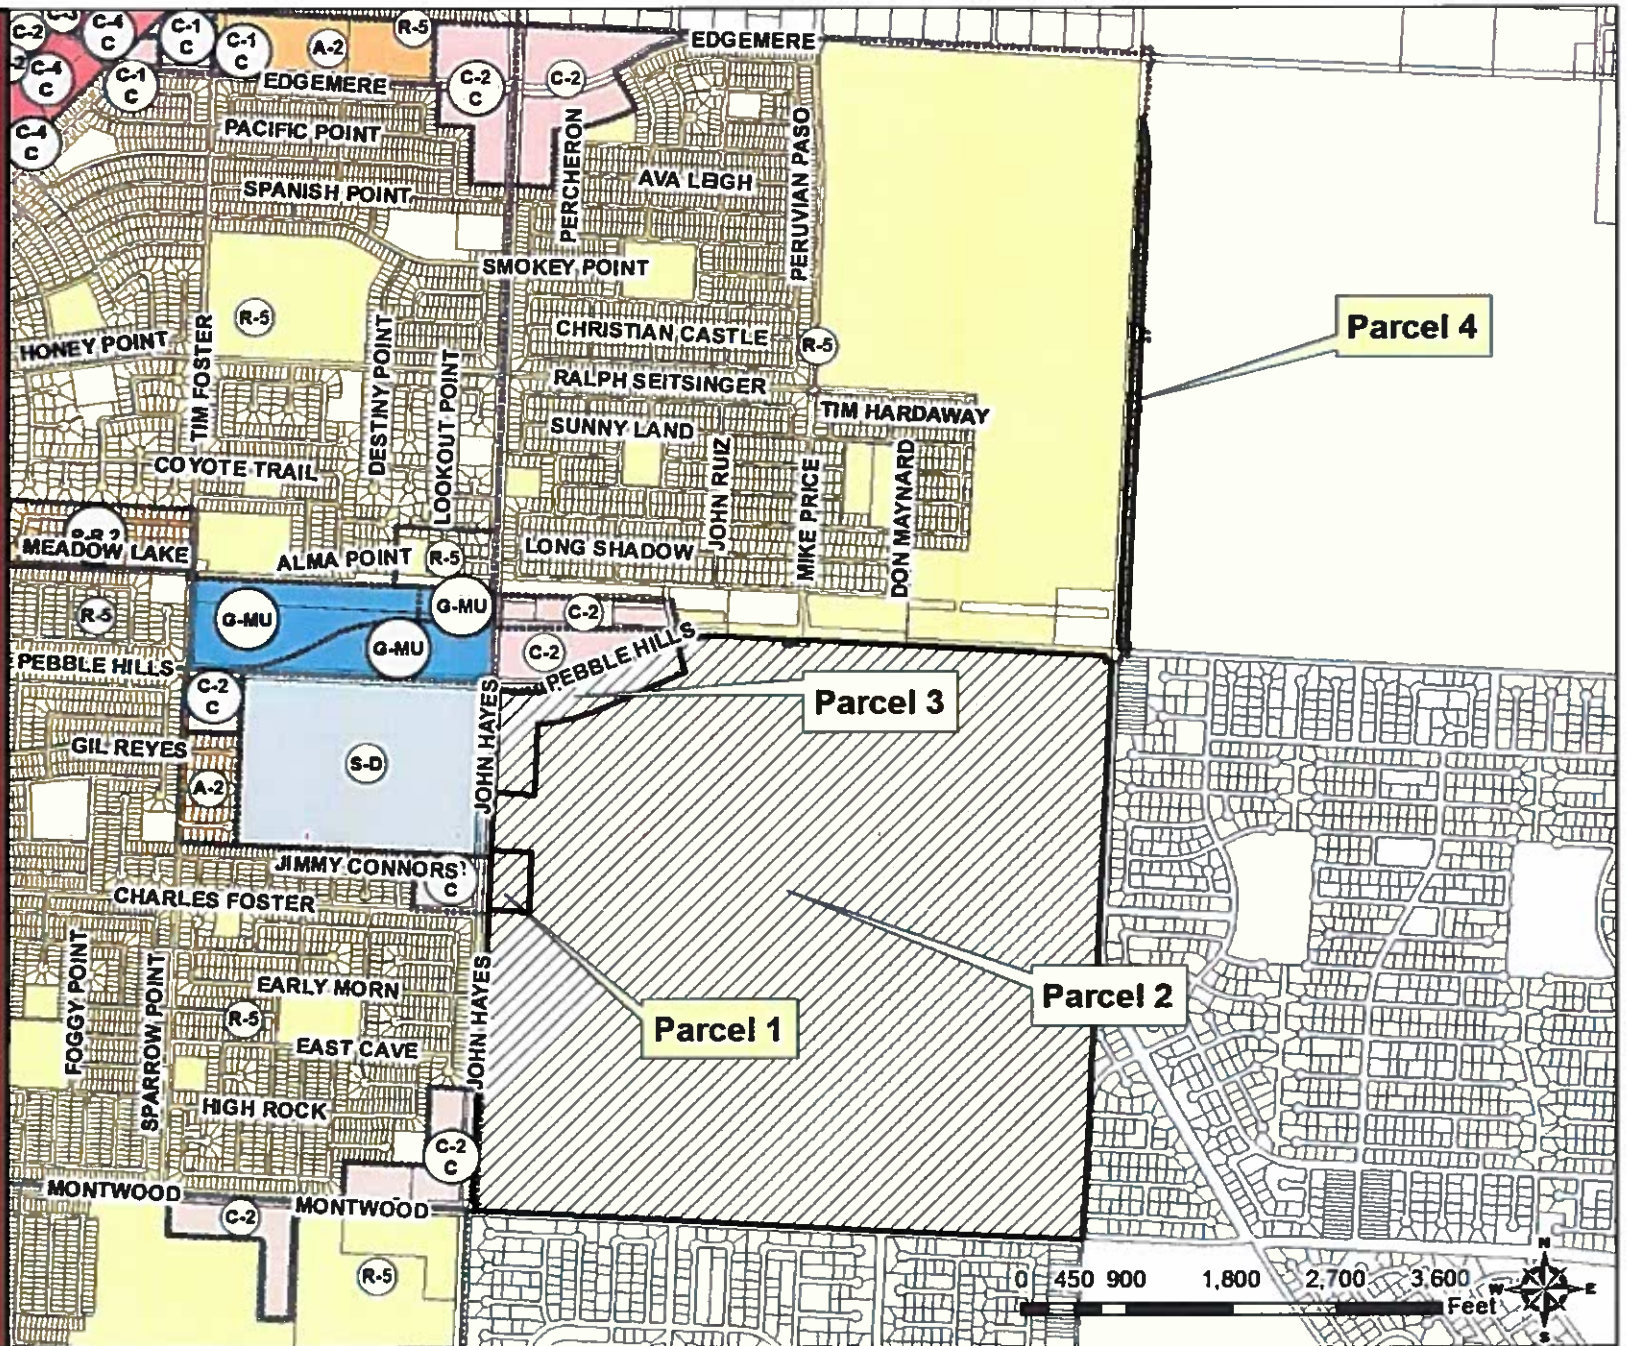 C-2
C-4
C
C-1
C
C-1
C
A-2
R-5
EDGEMERE
C-4
C
C-1
C
EDGEMERE
C-2
C
C-2
C-4
C
PACIFIC POINT
PERCHERON
PERUVIAN PASO
SPANISH POINT
AVA LEIGH
SMOKEY POINT
R-5
Parcel 4
HONEY POINT
TIM FOSTER
DESTINY POINT
LOOKOUT POINT
CHRISTIAN CASTLE
R-5
RALPH SEITSINGER
TIM HARDAWAY
SUNNY LAND
JOHN RUIZ
MIKE PRICE
DON MAYNARD
COYOTE TRAIL
MEADOW LAKE
ALMA POINT
R-5
LONG SHADOW
R-5
G-MU
G-MU
G-MU
C-2
C-2
PEBBLE HILLS
PEBBLE HILLS
C-2
C
Parcel 3
GIL REYES
A-2
S-D
JOHN HAYES
JIMMY CONNORS
C
CHARLES FOSTER
FOGGY POINT
SPARROW POINT
EARLY MORN
JOHN HAYES
Parcel 2
R-5
Parcel 1
EAST CAVE
HIGH ROCK
C-2
C
MONTWOOD
MONTWOOD
C-2
R-5
N
W
E
S
0 450 900 1,800 2,700 3,600
Feet